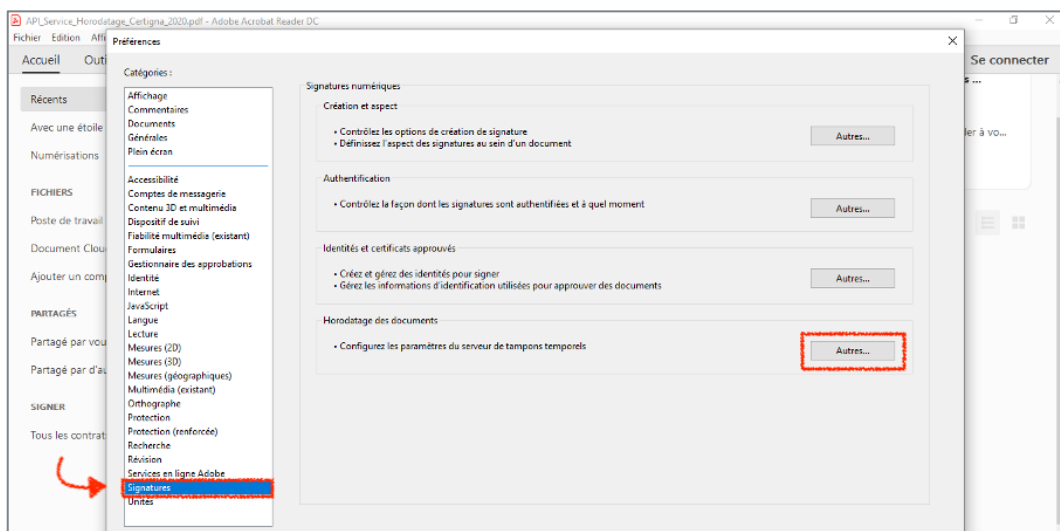 API_Service_Horodatage_Certigna_2020.pdf - Adobe Acrobat Reader DC
Fichier Edition Affi
Préférences
Accueil Outi
Se connecter
Catégories :
Récents
Avec une étoile
Numérisations
FICHIERS
Poste de travail
Document Clou
Ajouter un comp
PARTAGÉS
Partagé par vou
Partagé par d'au
SIGNER
Tous les contrat
Affichage
Commentaires
Documents
Générales
Plein écran
Accessibilité
Comptes de messagerie
Contenu 3D et multimédia
Dispositif de suivi
Fiabilité multimédia (existant)
Formulaires
Gestionnaire des approbations
Identité
Internet
JavaScript
Langue
Lecture
Mesures (2D)
Mesures (3D)
Mesures (géographiques)
Multimédia (existant)
Orthographe
Protection
Protection (renforcée)
Recherche
Révision
Services en ligne Adobe
Signatures
Unités
Signatures numériques
Création et aspect
• Contrôlez les options de création de signature
• Définissez l'aspect des signatures au sein d'un document
Autres...
Authentification
• Contrôlez la façon dont les signatures sont authentifiées et à quel moment
Autres...
Identités et certificats approuvés
• Créez et gérez des identités pour signer
• Gérez les informations d'identification utilisées pour approuver des documents
Autres...
Horodatage des documents
• Configurez les paramètres du serveur de tampons temporels
Autres...
s ...
ler à vo...